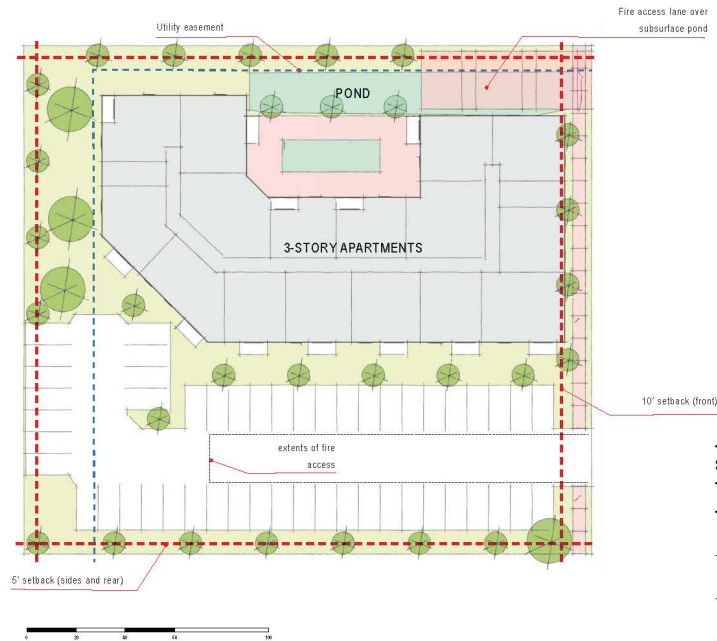 Fire access lane over
subsurface pond
Utility easement
POND
3-STORY APARTMENTS
10' setback (front)
extents of fire
access
5' setback (sides and rear)
0 20 40 60 100